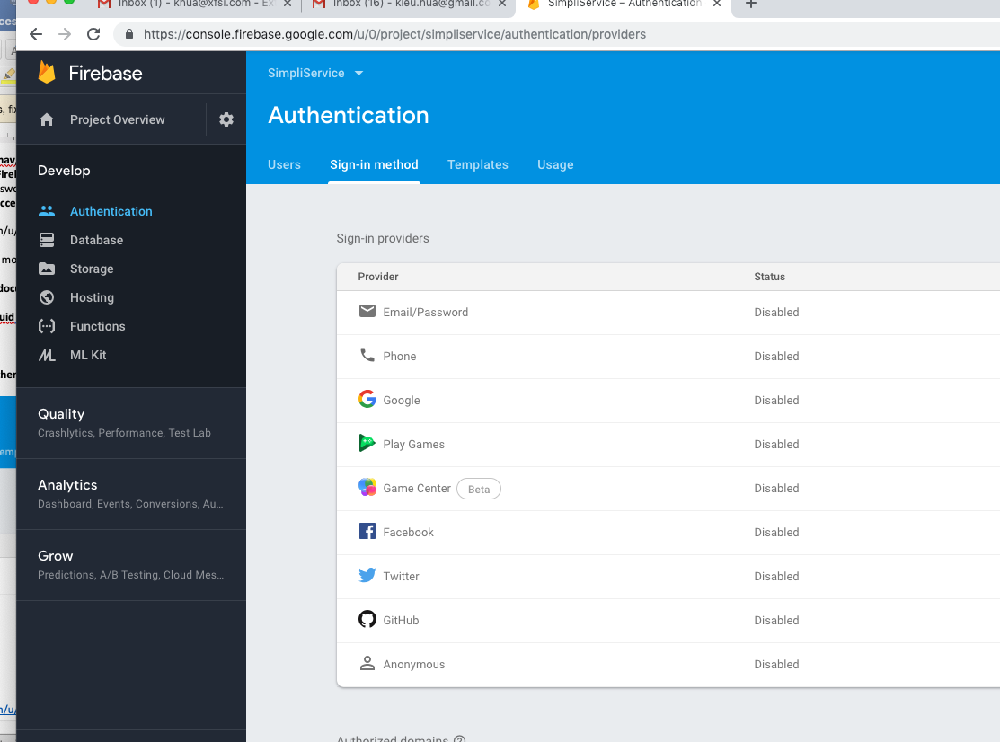 Inbox (1) - khua@xfsi.com - Ex
Inbox (16) - kieu.hua@gmail.co
SimpliService – Authentication
https://console.firebase.google.com/u/0/project/simpliservice/authentication/providers
Firebase
Project Overview
Develop
Authentication
Database
Storage
Hosting
Functions
ML Kit
Quality
Crashlytics, Performance, Test Lab
Analytics
Dashboard, Events, Conversions, Au...
Grow
Predictions, A/B Testing, Cloud Mes...
SimpliService
Authentication
Users Sign-in method Templates Usage
Sign-in providers
Provider Status
Email/Password Disabled
Phone Disabled
Google Disabled
Play Games Disabled
Game Center Beta Disabled
Facebook Disabled
Twitter Disabled
GitHub Disabled
Anonymous Disabled
Authorized domains